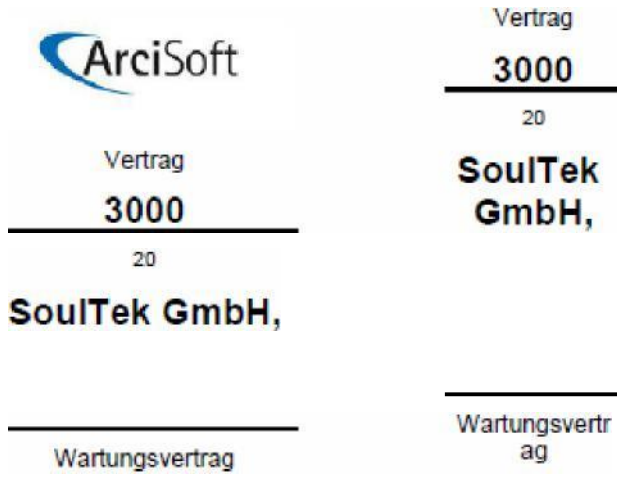 ArciSoft
Vertrag
3000
20
SoulTek GmbH,
Wartungsvertrag
Vertrag
3000
20
SoulTek
GmbH,
Wartungsvertr
ag